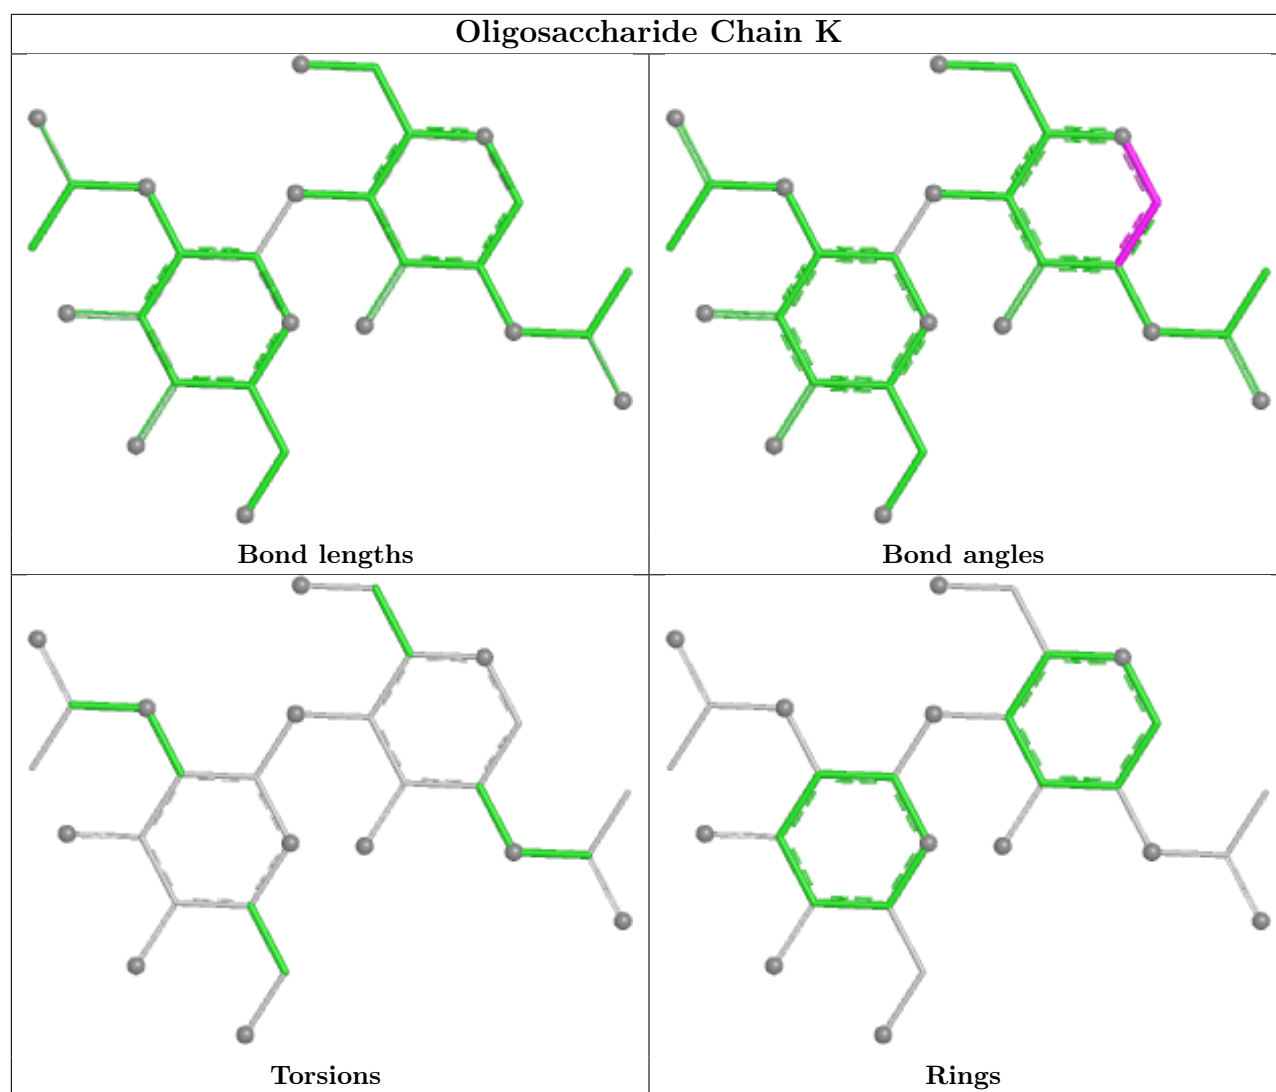 Oligosaccharide Chain K
Bond lengths
Bond angles
Torsions
Rings